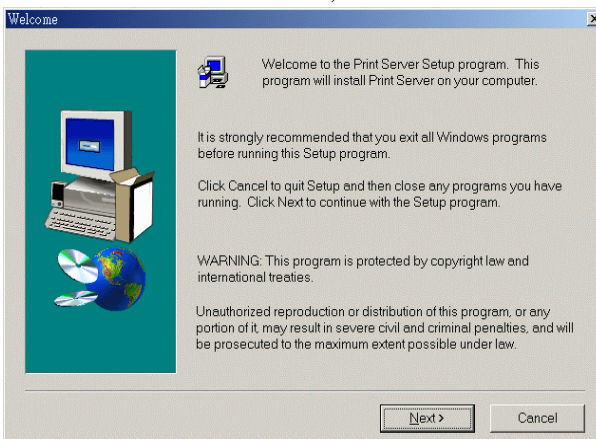 Welcome
Welcome to the Print Server Setup program. This
program will install Print Server on your computer.
It is strongly recommended that you exit all Windows programs
before running this Setup program.
Click Cancel to quit Setup and then close any programs you have
running. Click Next to continue with the Setup program.
WARNING: This program is protected by copyright law and
international treaties.
Unauthorized reproduction or distribution of this program, or any
portion of it, may result in severe civil and criminal penalties, and will
be prosecuted to the maximum extent possible under law.
Next >
Cancel